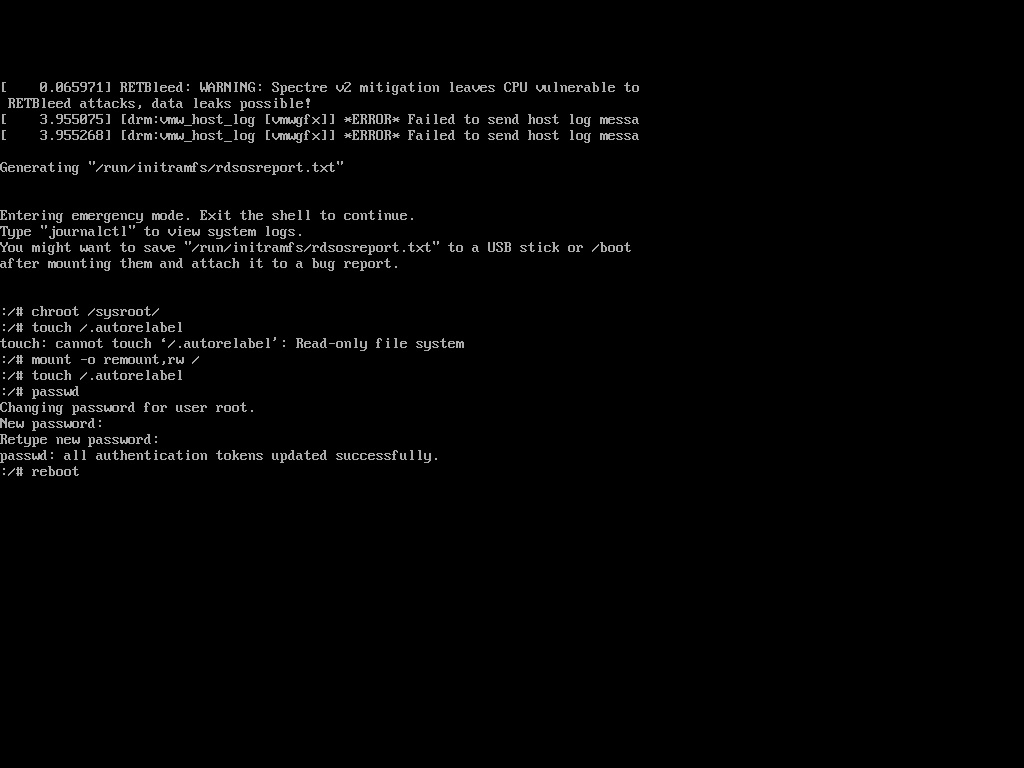 [    0.065971] RETBleed: WARNING: Spectre v2 mitigation leaves CPU vulnerable to
 RETBleed attacks, data leaks possible!
[    3.955075] [drm:vmw_host_log [vmwgfx]] *ERROR* Failed to send host log messa
[    3.955268] [drm:vmw_host_log [vmwgfx]] *ERROR* Failed to send host log messa
Generating "/run/initramfs/rdsosreport.txt"
Entering emergency mode. Exit the shell to continue.
Type "journalctl" to view system logs.
You might want to save "/run/initramfs/rdsosreport.txt" to a USB stick or /boot
after mounting them and attach it to a bug report.
:/# chroot /sysroot/
:/# touch /.autorelabel
touch: cannot touch ‘/.autorelabel’: Read-only file system
:/# mount -o remount,rw /
:/# touch /.autorelabel
:/# passwd
Changing password for user root.
New password:
Retype new password:
passwd: all authentication tokens updated successfully.
:/# reboot